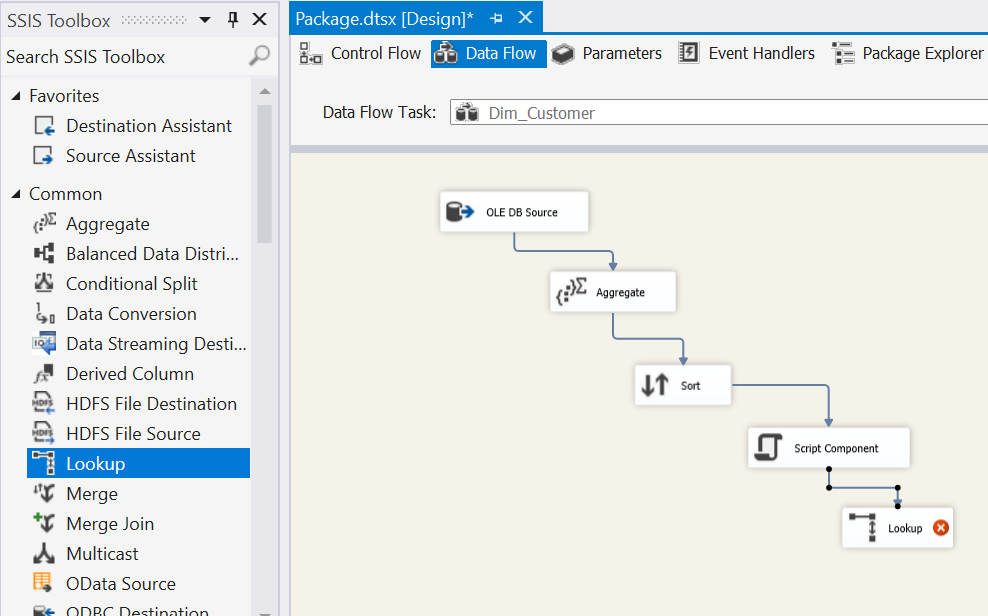 SSIS Toolbox
Search SSIS Toolbox
Favorites
Destination Assistant
Source Assistant
Common
Aggregate
Balanced Data Distri...
Conditional Split
Data Conversion
Data Streaming Desti...
Derived Column
HDFS File Destination
HDFS File Source
Lookup
Merge
Merge Join
Multicast
OData Source
ODBC Destination
Package.dtsx [Design]*
Control Flow Data Flow Parameters Event Handlers Package Explorer
Data Flow Task: Dim_Customer
OLE DB Source
Aggregate
Sort
Script Component
Lookup